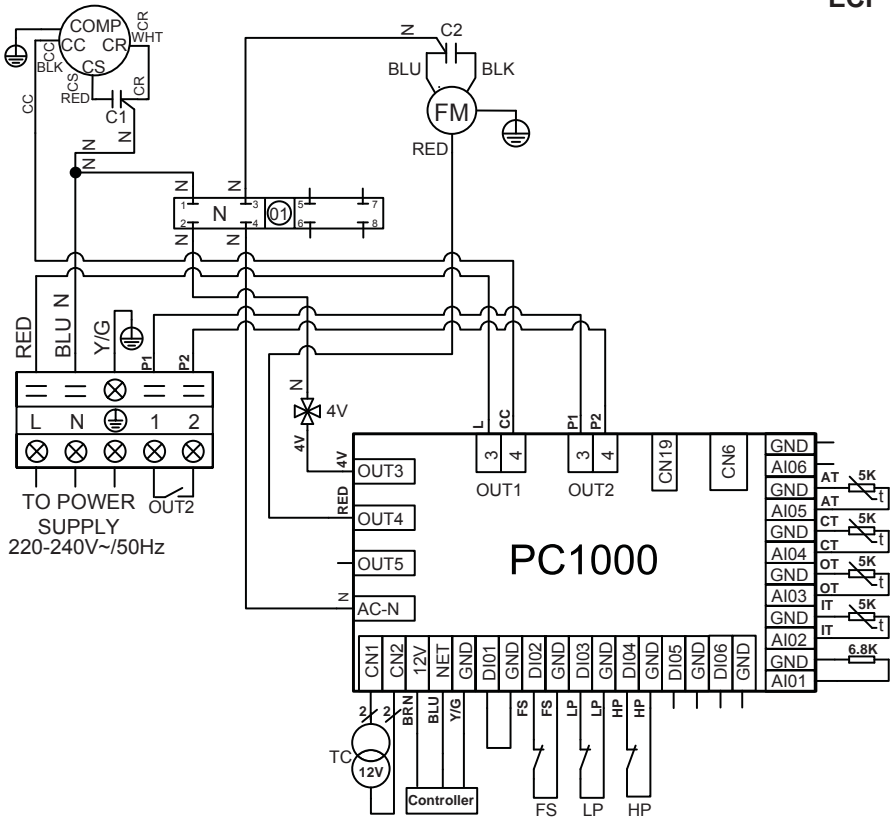 ECP
COMP
CC
CR
CS
CR
WHT
CC
BLK
CS
RED
CR
C1
CC
N
N
N
N
C2
BLU
BLK
FM
RED
N
N
N
N
1
3
N
01
5
7
2
4
6
8
N
N
RED
BLU N
Y/G
P1
P2
L
N
1
2
TO POWER
OUT2
SUPPLY
220-240V~/50Hz
N
4V
4V
4V
RED
N
OUT3
OUT4
OUT5
AC-N
L
CC
P1
P2
3
4
3
4
OUT1
OUT2
CN19
CN6
PC1000
GND
AI06
GND
AI05
GND
AI04
GND
AI03
GND
AI02
GND
AI01
AT
5K
t
AT
CT
5K
t
CT
OT
5K
t
OT
IT
5K
t
IT
6.8K
CN1
CN2
12V
NET
GND
DI01
GND
DI02
GND
DI03
GND
DI04
GND
DI05
GND
DI06
GND
2
2
BRN
BLU
Y/G
FS
FS
LP
LP
HP
HP
TC
12V
Controller
FS
LP
HP